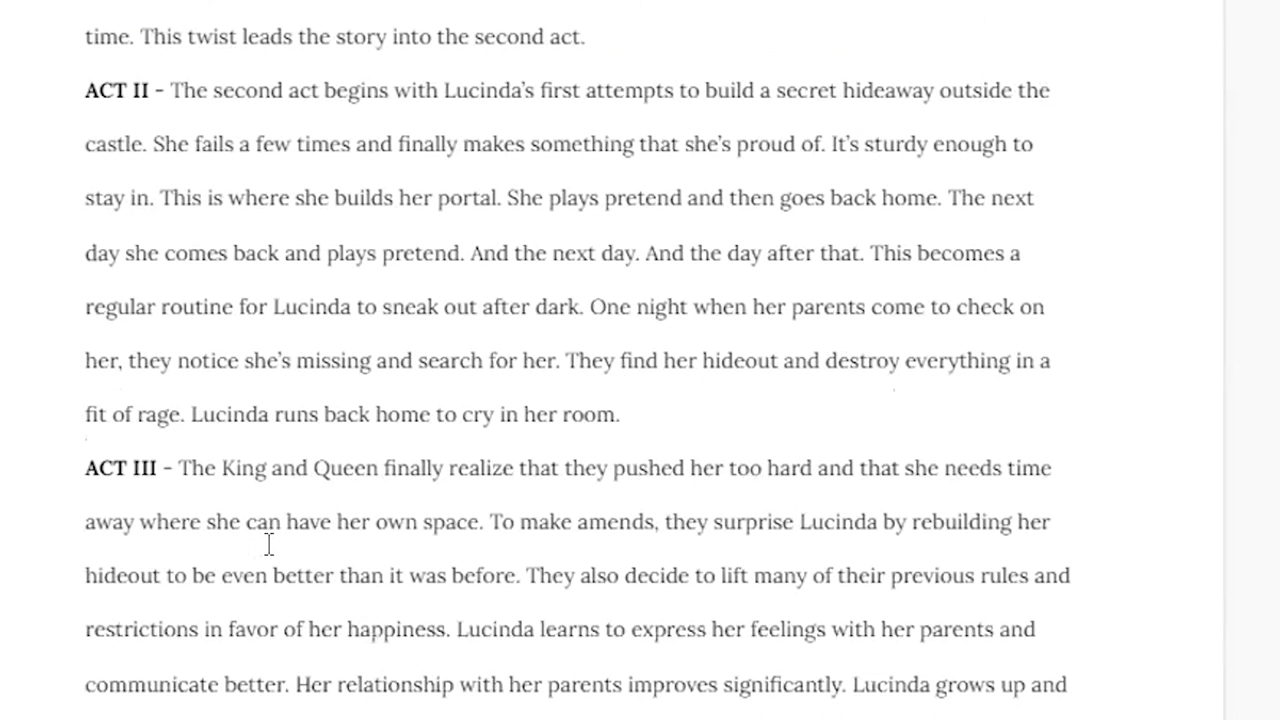 time. This twist leads the story into the second act.
ACT II - The second act begins with Lucinda's first attempts to build a secret hideaway outside the
castle. She fails a few times and finally makes something that she's proud of. It's sturdy enough to
stay in. This is where she builds her portal. She plays pretend and then goes back home. The next
day she comes back and plays pretend. And the next day. And the day after that. This becomes a
regular routine for Lucinda to sneak out after dark. One night when her parents come to check on
her, they notice she's missing and search for her. They find her hideout and destroy everything in a
fit of rage. Lucinda runs back home to cry in her room.
ACT III - The King and Queen finally realize that they pushed her too hard and that she needs time
away where she can have her own space. To make amends, they surprise Lucinda by rebuilding her
hideout to be even better than it was before. They also decide to lift many of their previous rules and
restrictions in favor of her happiness. Lucinda learns to express her feelings with her parents and
communicate better. Her relationship with her parents improves significantly. Lucinda grows up and